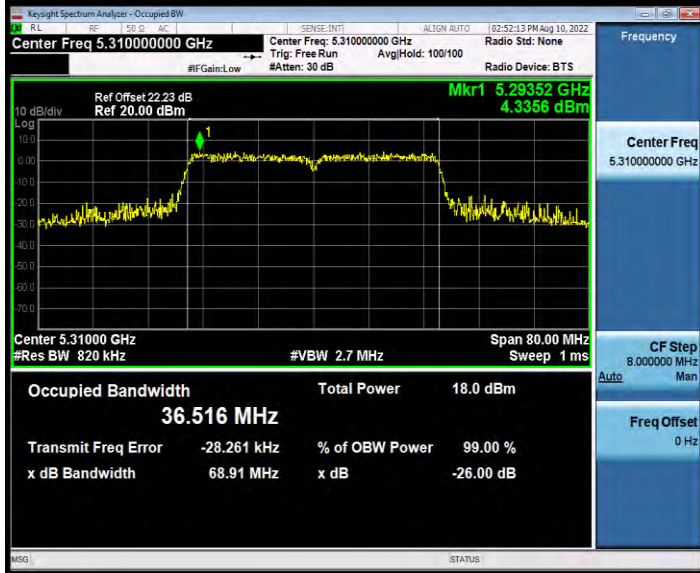 Keysight Spectrum Analyzer - Occupied BW
RL RF 50 Ω AC SENSE:INT ALIGN AUTO 02:52:13 PM Aug 10, 2022
Center Freq 5.310000000 GHz Center Freq: 5.310000000 GHz Radio Std: None Frequency
Trig: Free Run Avg|Hold: 100/100
#IFGain:Low #Atten: 30 dB Radio Device: BTS
Ref Offset 22.23 dB Mkr1 5.29352 GHz
10 dB/div Ref 20.00 dBm 4.3356 dBm
Log
10.0
1
Center Freq
5.310000000 GHz
0.00
-10.0
-20.0
-30.0
-40.0
-50.0
-60.0
-70.0
Center 5.31000 GHz Span 80.00 MHz
#Res BW 820 kHz #VBW 2.7 MHz Sweep 1 ms
CF Step
8.000000 MHz
Auto Man
Occupied Bandwidth Total Power 18.0 dBm
36.516 MHz
Freq Offset
0 Hz
Transmit Freq Error -28.261 kHz % of OBW Power 99.00 %
x dB Bandwidth 68.91 MHz x dB -26.00 dB
MSG STATUS